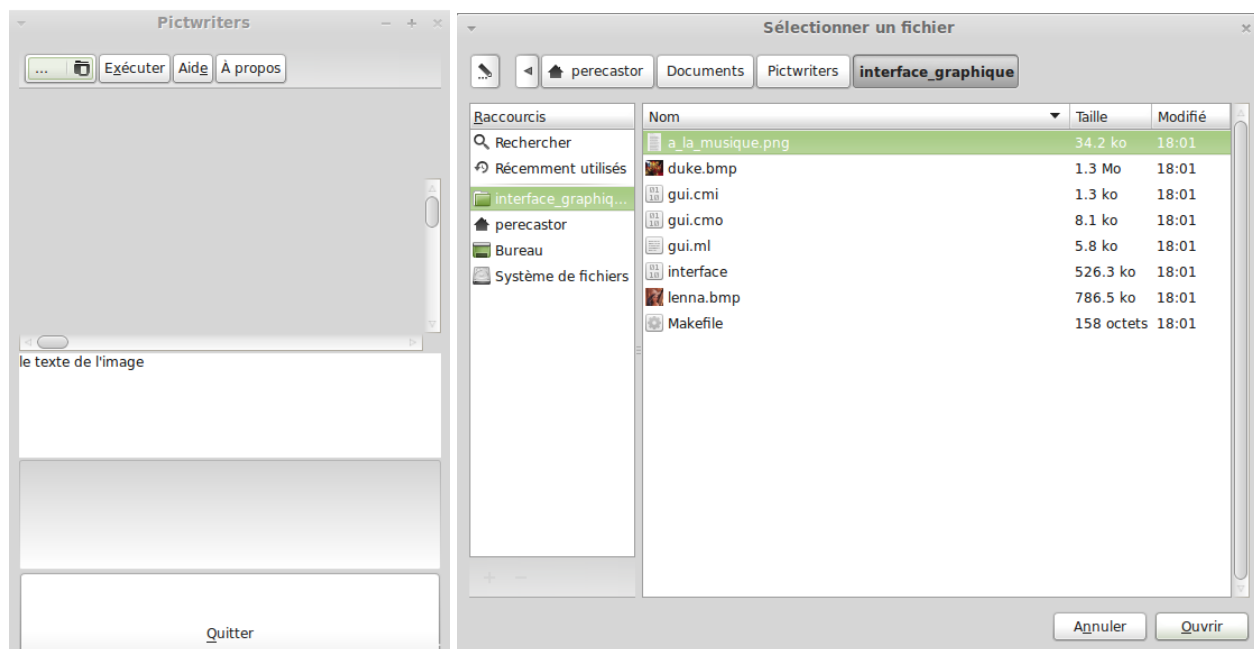 Pictwriters
... Exécuter Aide À propos
le texte de l'image
Quitter
Sélectionner un fichier
perecastor Documents Pictwriters interface_graphique
Raccourcis
Rechercher
Récemment utilisés
interface_graphiq...
perecastor
Bureau
Système de fichiers
Nom Taille Modifié
a_la_musique.png 34.2 ko 18:01
duke.bmp 1.3 Mo 18:01
gui.cmi 1.3 ko 18:01
gui.cmo 8.1 ko 18:01
gui.ml 5.8 ko 18:01
interface 526.3 ko 18:01
lenna.bmp 786.5 ko 18:01
Makefile 158 octets 18:01
Annuler Ouvrir